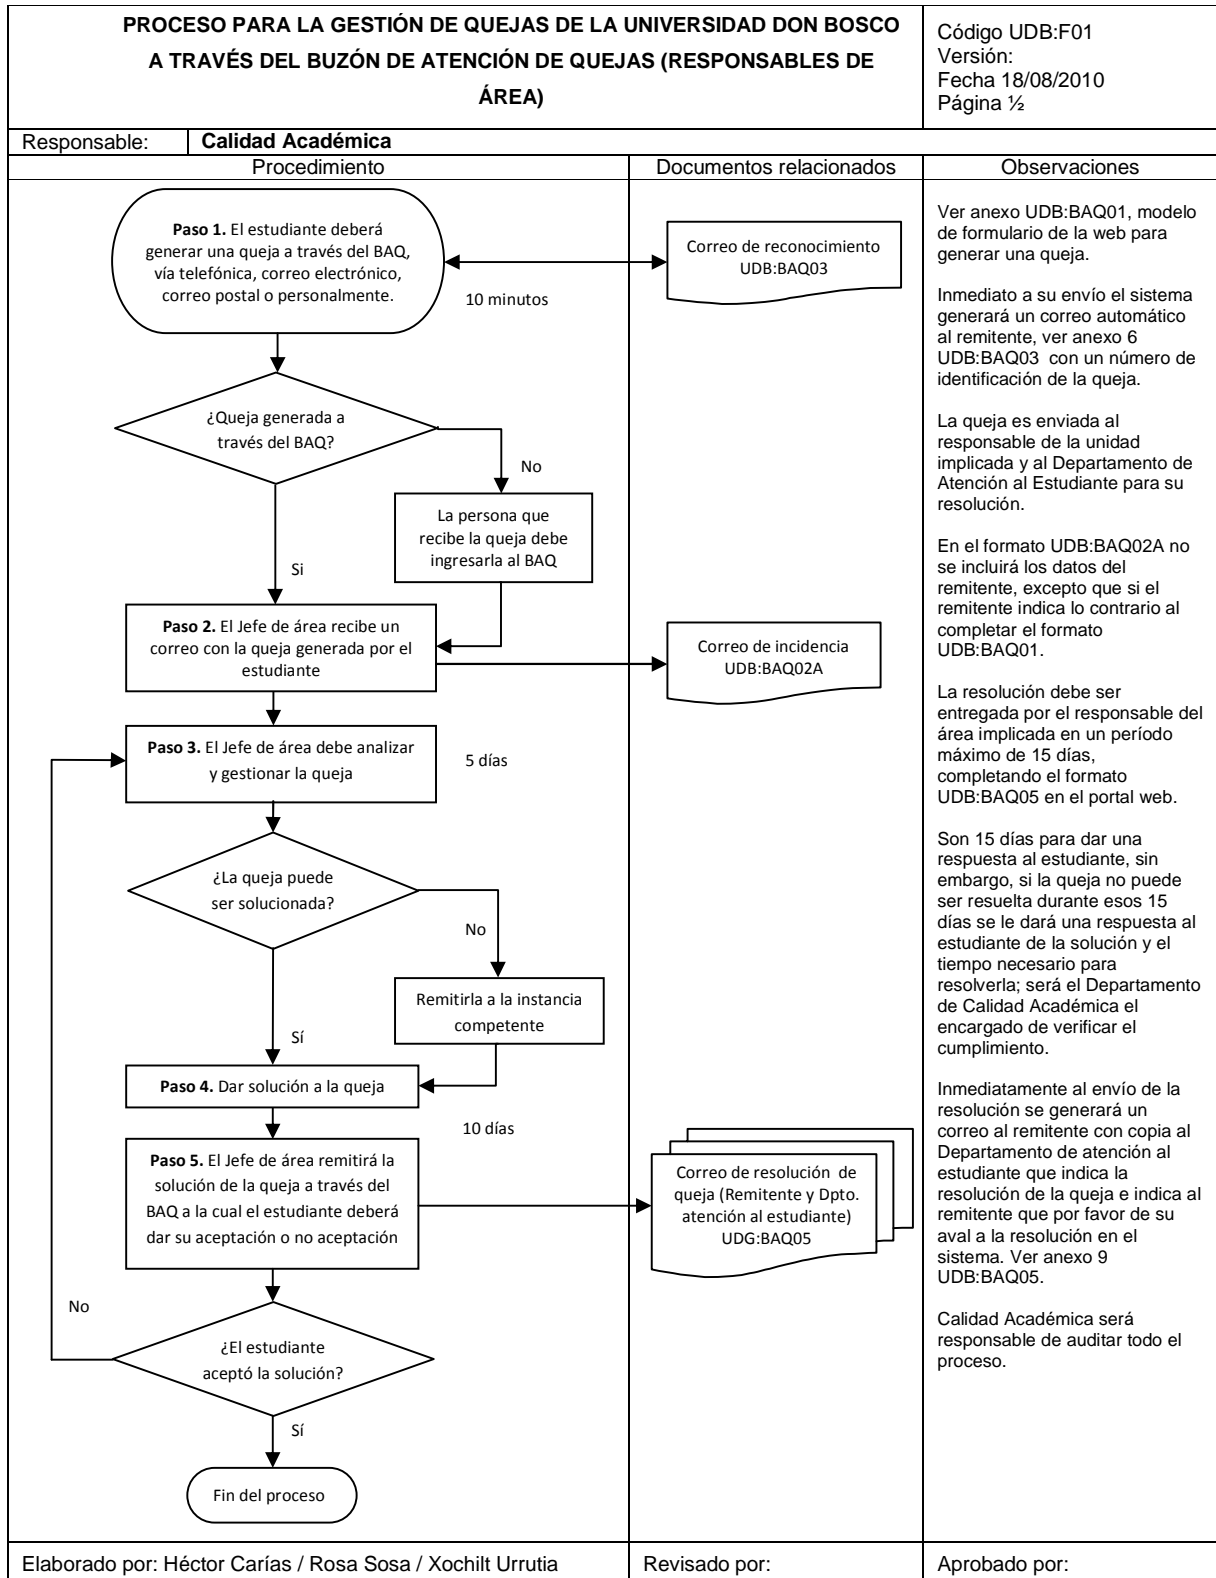 PROCESO PARA LA GESTIÓN DE QUEJAS DE LA UNIVERSIDAD DON BOSCO
A TRAVÉS DEL BUZÓN DE ATENCIÓN DE QUEJAS (RESPONSABLES DE
ÁREA)
Código UDB:F01
Versión:
Fecha 18/08/2010
Página ½
Responsable: Calidad Académica
Procedimiento
Paso 1. El estudiante deberá
generar una queja a través del BAQ,
vía telefónica, correo electrónico,
correo postal o personalmente.
10 minutos
¿Queja generada a
través del BAQ?
No
La persona que
recibe la queja debe
ingresarla al BAQ
Si
Paso 2. El Jefe de área recibe un
correo con la queja generada por el
estudiante
Paso 3. El Jefe de área debe analizar
y gestionar la queja
5 días
¿La queja puede
ser solucionada?
No
Remitirla a la instancia
competente
Sí
Paso 4. Dar solución a la queja
10 días
Paso 5. El Jefe de área remitirá la
solución de la queja a través del
BAQ a la cual el estudiante deberá
dar su aceptación o no aceptación
No
¿El estudiante
aceptó la solución?
Sí
Fin del proceso
Documentos relacionados
Correo de reconocimiento
UDB:BAQ03
Correo de incidencia
UDB:BAQ02A
Correo de resolución de
queja (Remitente y Dpto.
atención al estudiante)
UDG:BAQ05
Observaciones
Ver anexo UDB:BAQ01, modelo
de formulario de la web para
generar una queja.
Inmediato a su envío el sistema
generará un correo automático
al remitente, ver anexo 6
UDB:BAQ03 con un número de
identificación de la queja.
La queja es enviada al
responsable de la unidad
implicada y al Departamento de
Atención al Estudiante para su
resolución.
En el formato UDB:BAQ02A no
se incluirá los datos del
remitente, excepto que si el
remitente indica lo contrario al
completar el formato
UDB:BAQ01.
La resolución debe ser
entregada por el responsable del
área implicada en un período
máximo de 15 días,
completando el formato
UDB:BAQ05 en el portal web.
Son 15 días para dar una
respuesta al estudiante, sin
embargo, si la queja no puede
ser resuelta durante esos 15
días se le dará una respuesta al
estudiante de la solución y el
tiempo necesario para
resolverla; será el Departamento
de Calidad Académica el
encargado de verificar el
cumplimiento.
Inmediatamente al envío de la
resolución se generará un
correo al remitente con copia al
Departamento de atención al
estudiante que indica la
resolución de la queja e indica al
remitente que por favor de su
aval a la resolución en el
sistema. Ver anexo 9
UDB:BAQ05.
Calidad Académica será
responsable de auditar todo el
proceso.
Elaborado por: Héctor Carías / Rosa Sosa / Xochilt Urrutia
Revisado por:
Aprobado por: